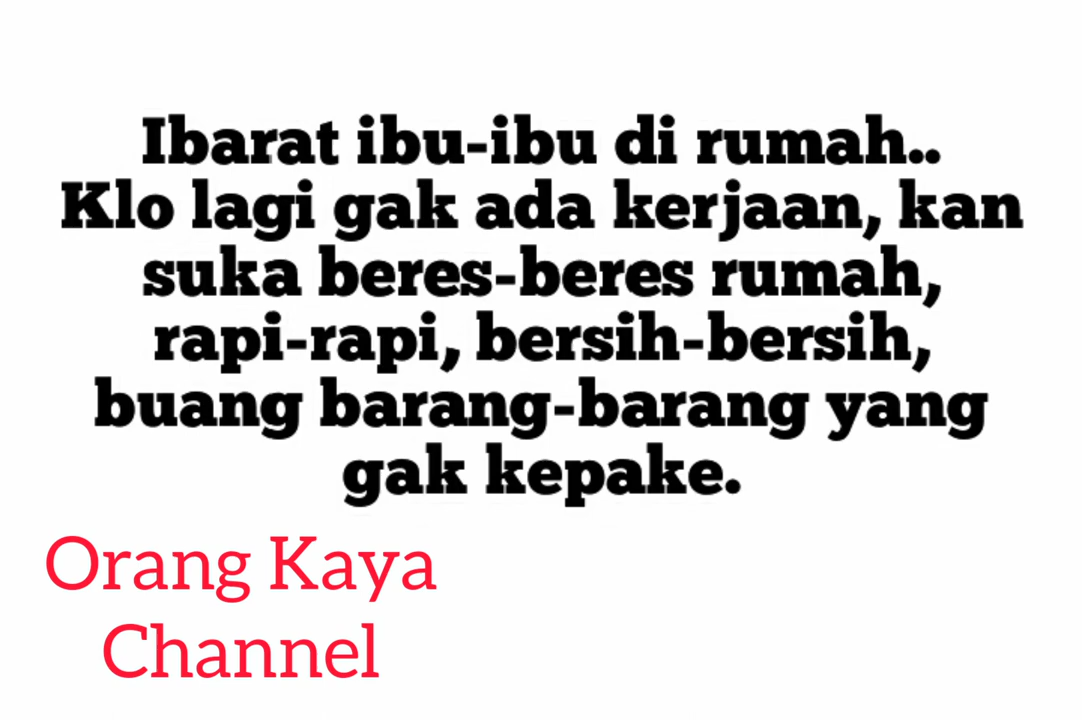 Ibarat ibu-ibu di rumah..
Klo lagi gak ada kerjaan, kan
suka beres-beres rumah,
rapi-rapi, bersih-bersih,
buang barang-barang yang
gak kepake.
Orang Kaya
Channel